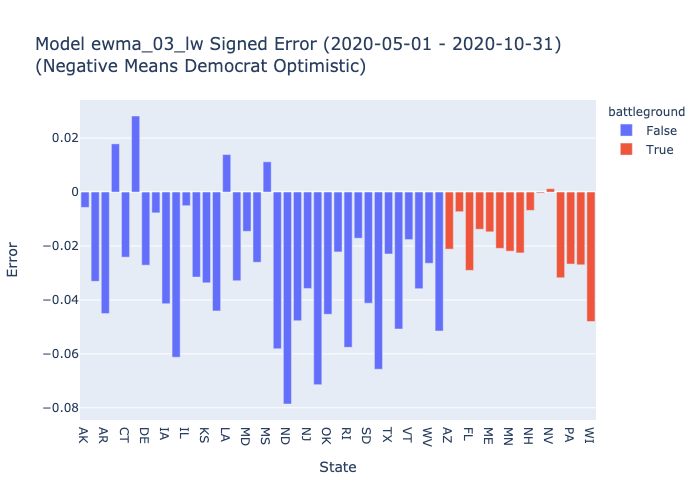 Model ewma_03_lw Signed Error (2020-05-01 - 2020-10-31)
(Negative Means Democrat Optimistic)
battleground
False
True
0.02
0
−0.02
−0.04
−0.06
−0.08
Error
AK
AR
CT
DE
IA
IL
KS
LA
MD
MS
ND
NJ
OK
RI
SD
TX
VT
WV
AZ
FL
ME
MN
NH
NV
PA
WI
State